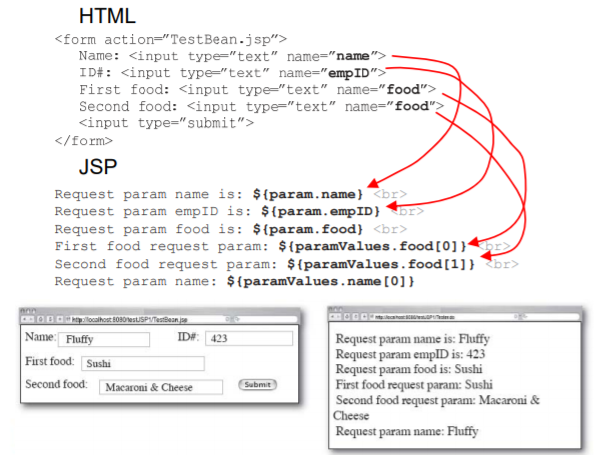 HTML
<form action="TestBean.jsp">
Name: <input type="text" name="name">
ID#: <input type="text" name="empID">
First food: <input type="text" name="food">
Second food: <input type="text" name="food">
<input type="submit">
</form>
JSP
Request param name is: ${param.name} <br>
Request param empID is: ${param.empID} <br>
Request param food is: ${param.food} <br>
First food request param: ${paramValues.food[0]} <br>
Second food request param: ${paramValues.food[1]} <br>
Request param name: ${paramValues.name[0]}
http://localhost:8080/testJSP1/TestBean.jsp
Name: Fluffy ID#: 423
First food: Sushi
Second food: Macaroni & Cheese Submit
Request param name is: Fluffy
Request param empID is: 423
Request param food is: Sushi
First food request param: Sushi
Second food request param: Macaroni &
Cheese
Request param name: Fluffy